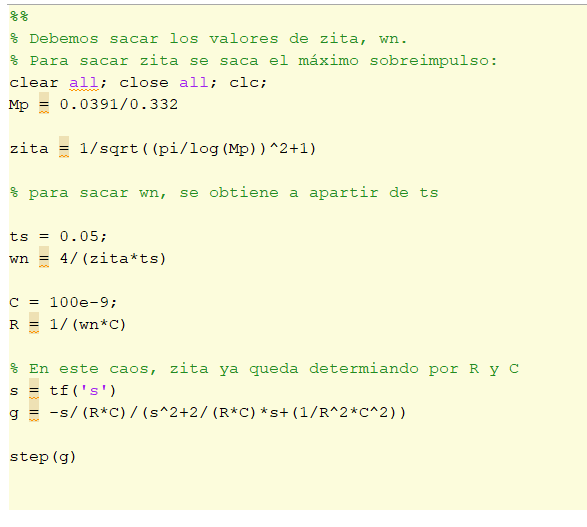 %%
% Debemos sacar los valores de zita, wn.
% Para sacar zita se saca el máximo sobreimpulso:
clear all; close all; clc;
Mp = 0.0391/0.332
zita = 1/sqrt((pi/log(Mp))^2+1)
% para sacar wn, se obtiene a apartir de ts
ts = 0.05;
wn = 4/(zita*ts)
C = 100e-9;
R = 1/(wn*C)
% En este caos, zita ya queda determiando por R y C
s = tf('s')
g = -s/(R*C)/(s^2+2/(R*C)*s+(1/R^2*C^2))
step(g)